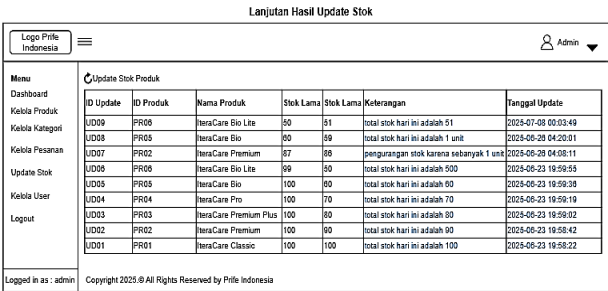 Lanjutan Hasil Update Stok
Logo Prife
Indonesia
Admin
Menu
Dashboard
Kelola Produk
Kelola Kategori
Kelola Pesanan
Update Stok
Kelola User
Logout
Update Stok Produk
ID Update ID Produk Nama Produk Stok Lama Stok Lama Keterangan Tanggal Update
UD09 PR06 IteraCare Bio Lite 50 51 total stok hari ini adalah 51 2025-07-08 00:03:49
UD08 PR05 IteraCare Bio 60 59 total stok hari ini adalah 1 unit 2025-06-26 04:20:01
UD07 PR02 IteraCare Premium 87 86 pengurangan stok karena sebanyak 1 unit 2025-06-26 04:08:11
UD06 PR06 IteraCare Bio Lite 99 50 total stok hari ini adalah 500 2025-06-23 19:59:55
UD05 PR05 IteraCare Bio 100 60 total stok hari ini adalah 60 2025-06-23 19:59:36
UD04 PR04 IteraCare Pro 100 70 total stok hari ini adalah 70 2025-06-23 19:59:19
UD03 PR03 IteraCare Premium Plus 100 80 total stok hari ini adalah 80 2025-06-23 19:59:02
UD02 PR02 IteraCare Premium 100 90 total stok hari ini adalah 90 2025-06-23 19:58:42
UD01 PR01 IteraCare Classic 100 100 total stok hari ini adalah 100 2025-06-23 19:58:22
Logged in as : admin
Copyright 2025.© All Rights Reserved by Prife Indonesia